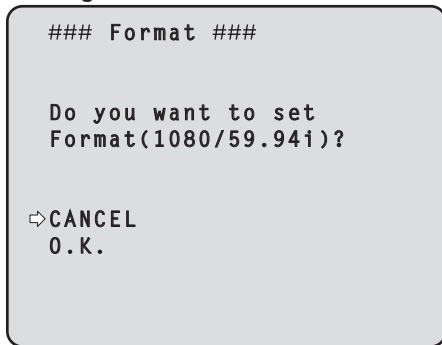 ### Format ###
Do you want to set
Format(1080/59.94i)?
⇨CANCEL
O.K.